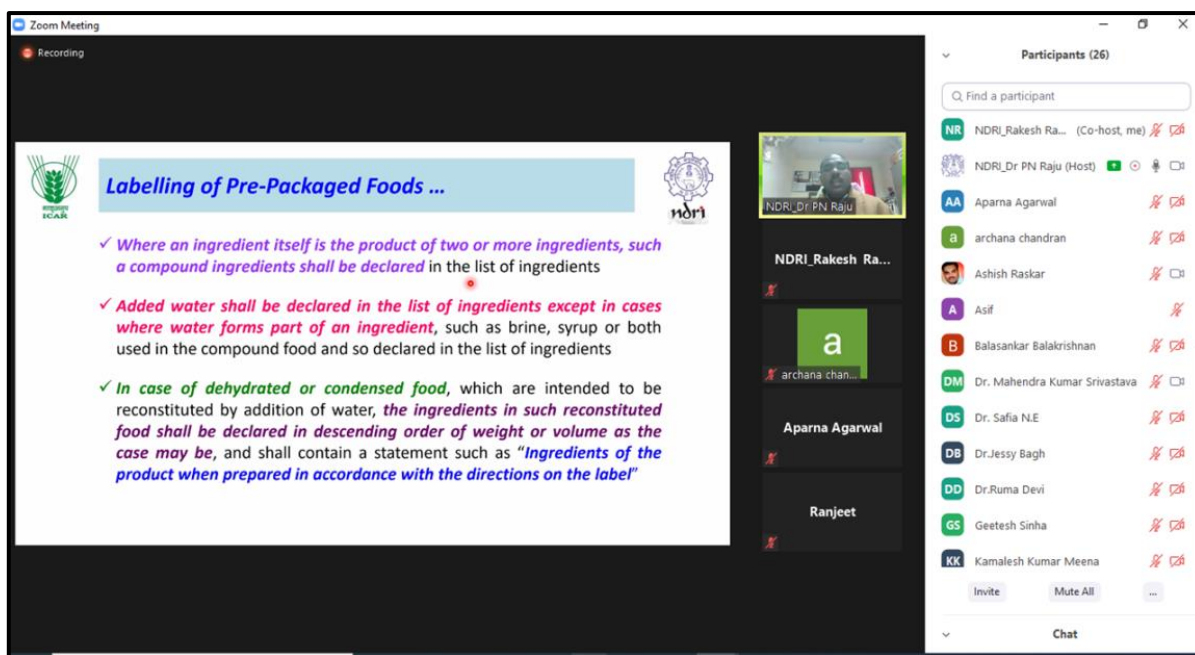 Zoom Meeting
Recording
Labelling of Pre-Packaged Foods ...
ICAR
ndri
✓ Where an ingredient itself is the product of two or more ingredients, such
a compound ingredients shall be declared in the list of ingredients
✓ Added water shall be declared in the list of ingredients except in cases
where water forms part of an ingredient, such as brine, syrup or both
used in the compound food and so declared in the list of ingredients
✓ In case of dehydrated or condensed food, which are intended to be
reconstituted by addition of water, the ingredients in such reconstituted
food shall be declared in descending order of weight or volume as the
case may be, and shall contain a statement such as “Ingredients of the
product when prepared in accordance with the directions on the label”
NDRI_Dr PN Raju
NDRI_Rakesh Ra...
a
archana chan...
Aparna Agarwal
Ranjeet
Participants (26)
Find a participant
NR NDRI_Rakesh Ra... (Co-host, me)
NDRI_Dr PN Raju (Host)
AA Aparna Agarwal
a archana chandran
Ashish Raskar
A Asif
B Balasankar Balakrishnan
DM Dr. Mahendra Kumar Srivastava
DS Dr. Safia N.E
DB Dr.Jessy Bagh
DD Dr.Ruma Devi
GS Geetesh Sinha
KK Kamalesh Kumar Meena
Invite Mute All ...
Chat